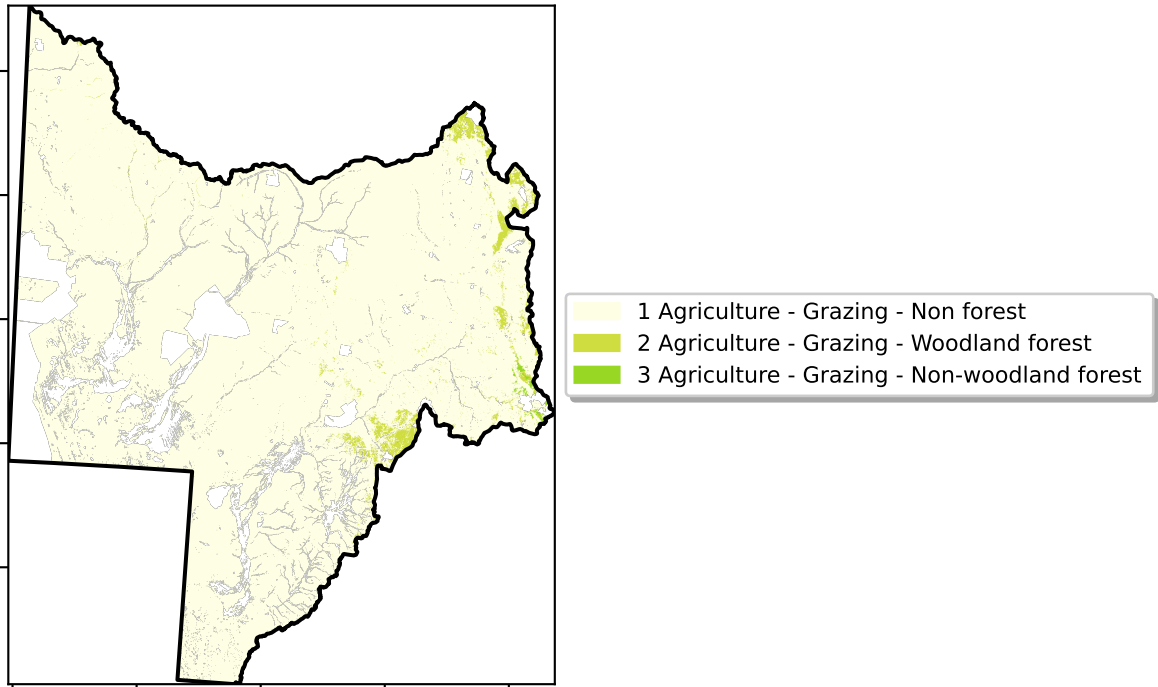 1 Agriculture - Grazing - Non forest
2 Agriculture - Grazing - Woodland forest
3 Agriculture - Grazing - Non-woodland forest